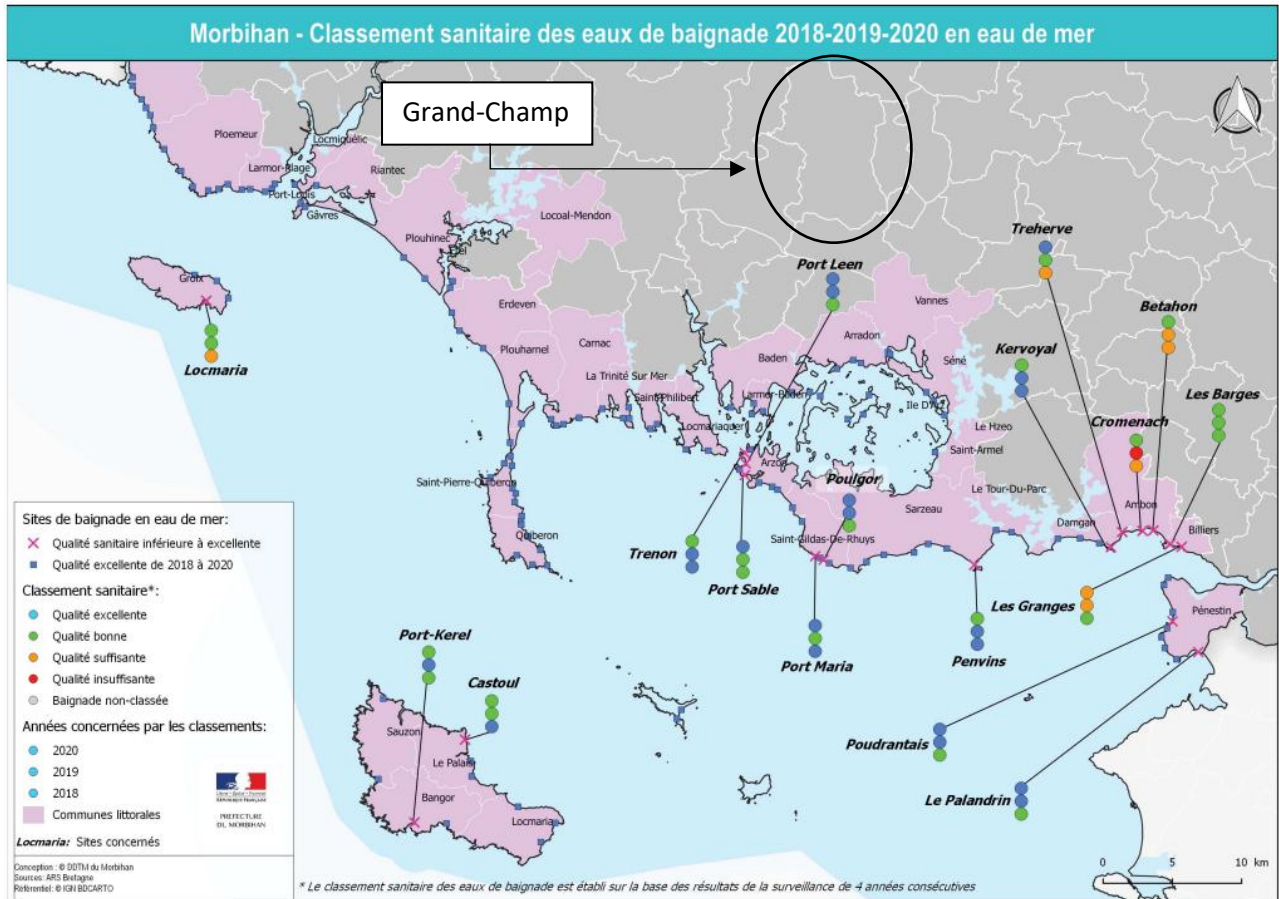 Morbihan - Classement sanitaire des eaux de baignade 2018-2019-2020 en eau de mer
Grand-Champ
Ploemeur
Locmiquélic
Larmor-Plage
Riantec
Port-Louis
Gâvres
Locoal-Mendon
Plouhinec
Treherve
Port Leen
Groix
Vannes
Betahon
Erdeven
Arradon
Locmaria
Plouharnel
Carnac
Baden
Séné
Kervoyal
La Trinité Sur Mer
Les Barges
Saint-Philibert
Larmor-Baden
Locmariaquer
Cromenach
Le Hzeo
Saint-Armel
Arzon
Poulgor
Saint-Pierre-Quiberon
Le Tour-Du-Parc
Ambon
Sarzeau
Damgan
Billiers
Quiberon
Saint-Gildas-De-Rhuys
Trenon
Port Sable
Les Granges
Pénestin
Port-Kerel
Port Maria
Penvins
Castoul
Sauzon
Le Palais
Poudrantais
Bangor
Le Palandrin
Locmaria
Sites de baignade en eau de mer:
Qualité sanitaire inférieure à excellente
Qualité excellente de 2018 à 2020
Classement sanitaire*:
Qualité excellente
Qualité bonne
Qualité suffisante
Qualité insuffisante
Baignade non-classée
Années concernées par les classements:
2020
2019
2018
PREFECTURE
DU MORBIHAN
Communes littorales
Locmaria: Sites concernés
Conception : © DDTM du Morbihan
Sources: ARS Bretagne
Réferentiel: © IGN BDCARTO
* Le classement sanitaire des eaux de baignade est établi sur la base des résultats de la surveillance de 4 années consécutives
0 5 10 km